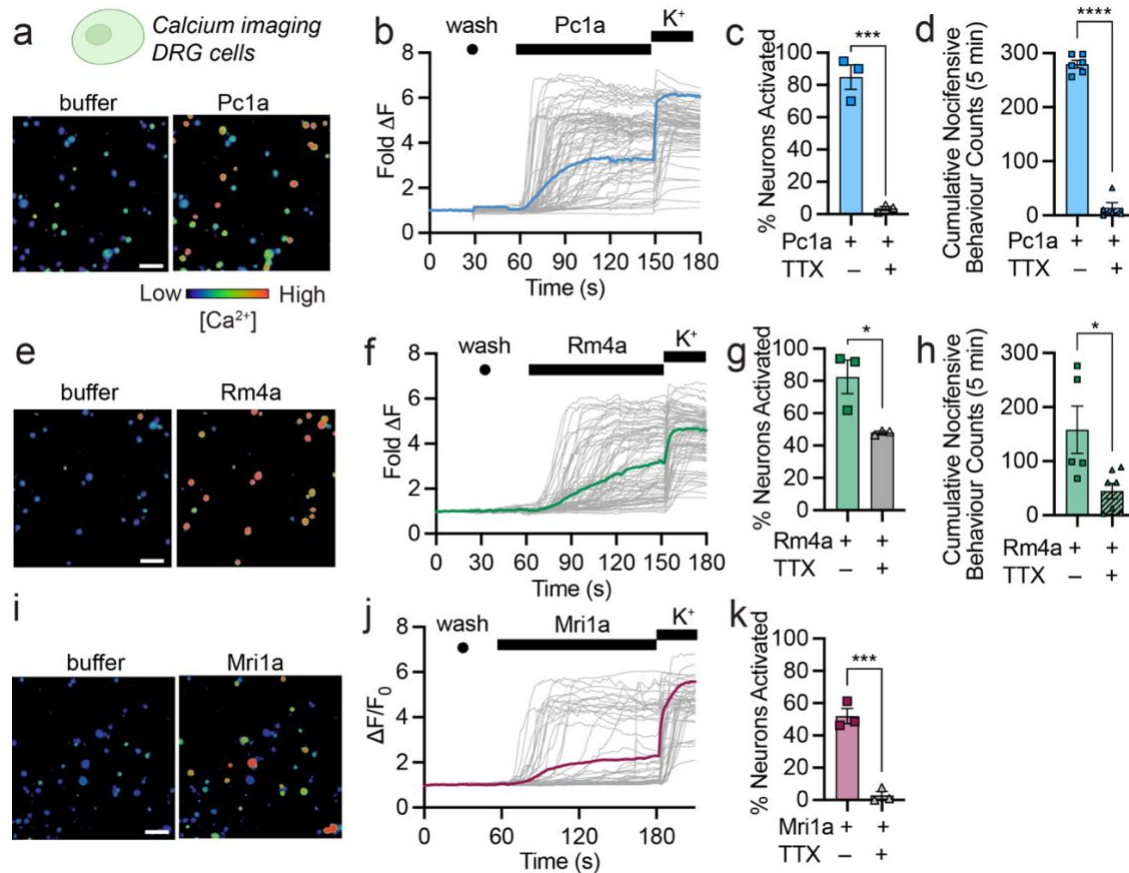 a
Calcium imaging
DRG cells
buffer
Pc1a
Low
High
[Ca²⁺]
b
wash
Pc1a
K⁺
Fold ΔF
8
6
4
2
0
30
60
90
120
150
180
Time (s)
c
% Neurons Activated
100
80
60
40
20
0
***
Pc1a + +
TTX – +
d
Cumulative Nocifensive
Behaviour Counts (5 min)
300
200
100
0
****
Pc1a + +
TTX – +
e
buffer
Rm4a
f
wash
Rm4a
K⁺
Fold ΔF
8
6
4
2
0
30
60
90
120
150
180
Time (s)
g
% Neurons Activated
100
80
60
40
20
0
*
Rm4a + +
TTX – +
h
Cumulative Nocifensive
Behaviour Counts (5 min)
300
200
100
0
*
Rm4a + +
TTX – +
i
buffer
Mri1a
j
wash
Mri1a
K⁺
ΔF/F₀
8
6
4
2
0
0
60
120
180
Time (s)
k
% Neurons Activated
100
80
60
40
20
0
***
Mri1a + +
TTX – +